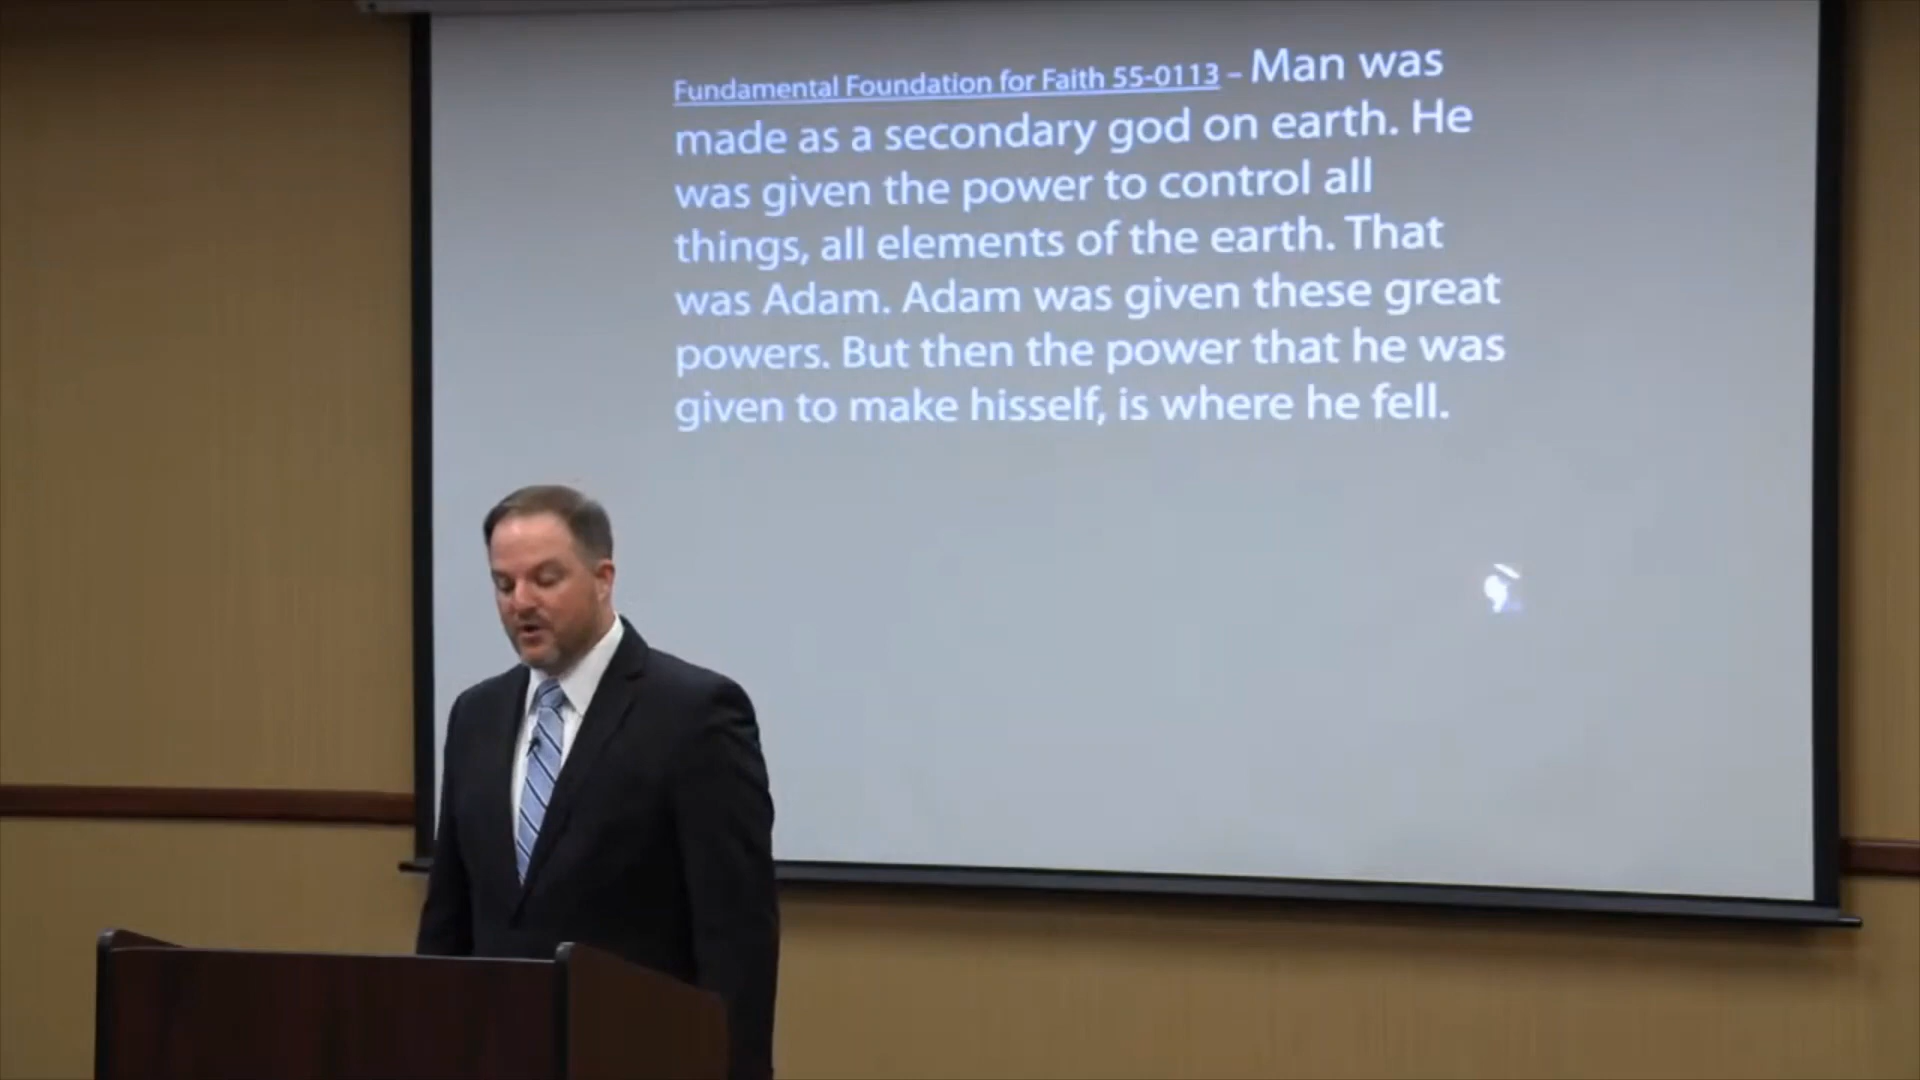 Fundamental Foundation for Faith 55-0113 – Man was
made as a secondary god on earth. He
was given the power to control all
things, all elements of the earth. That
was Adam. Adam was given these great
powers. But then the power that he was
given to make hisself, is where he fell.